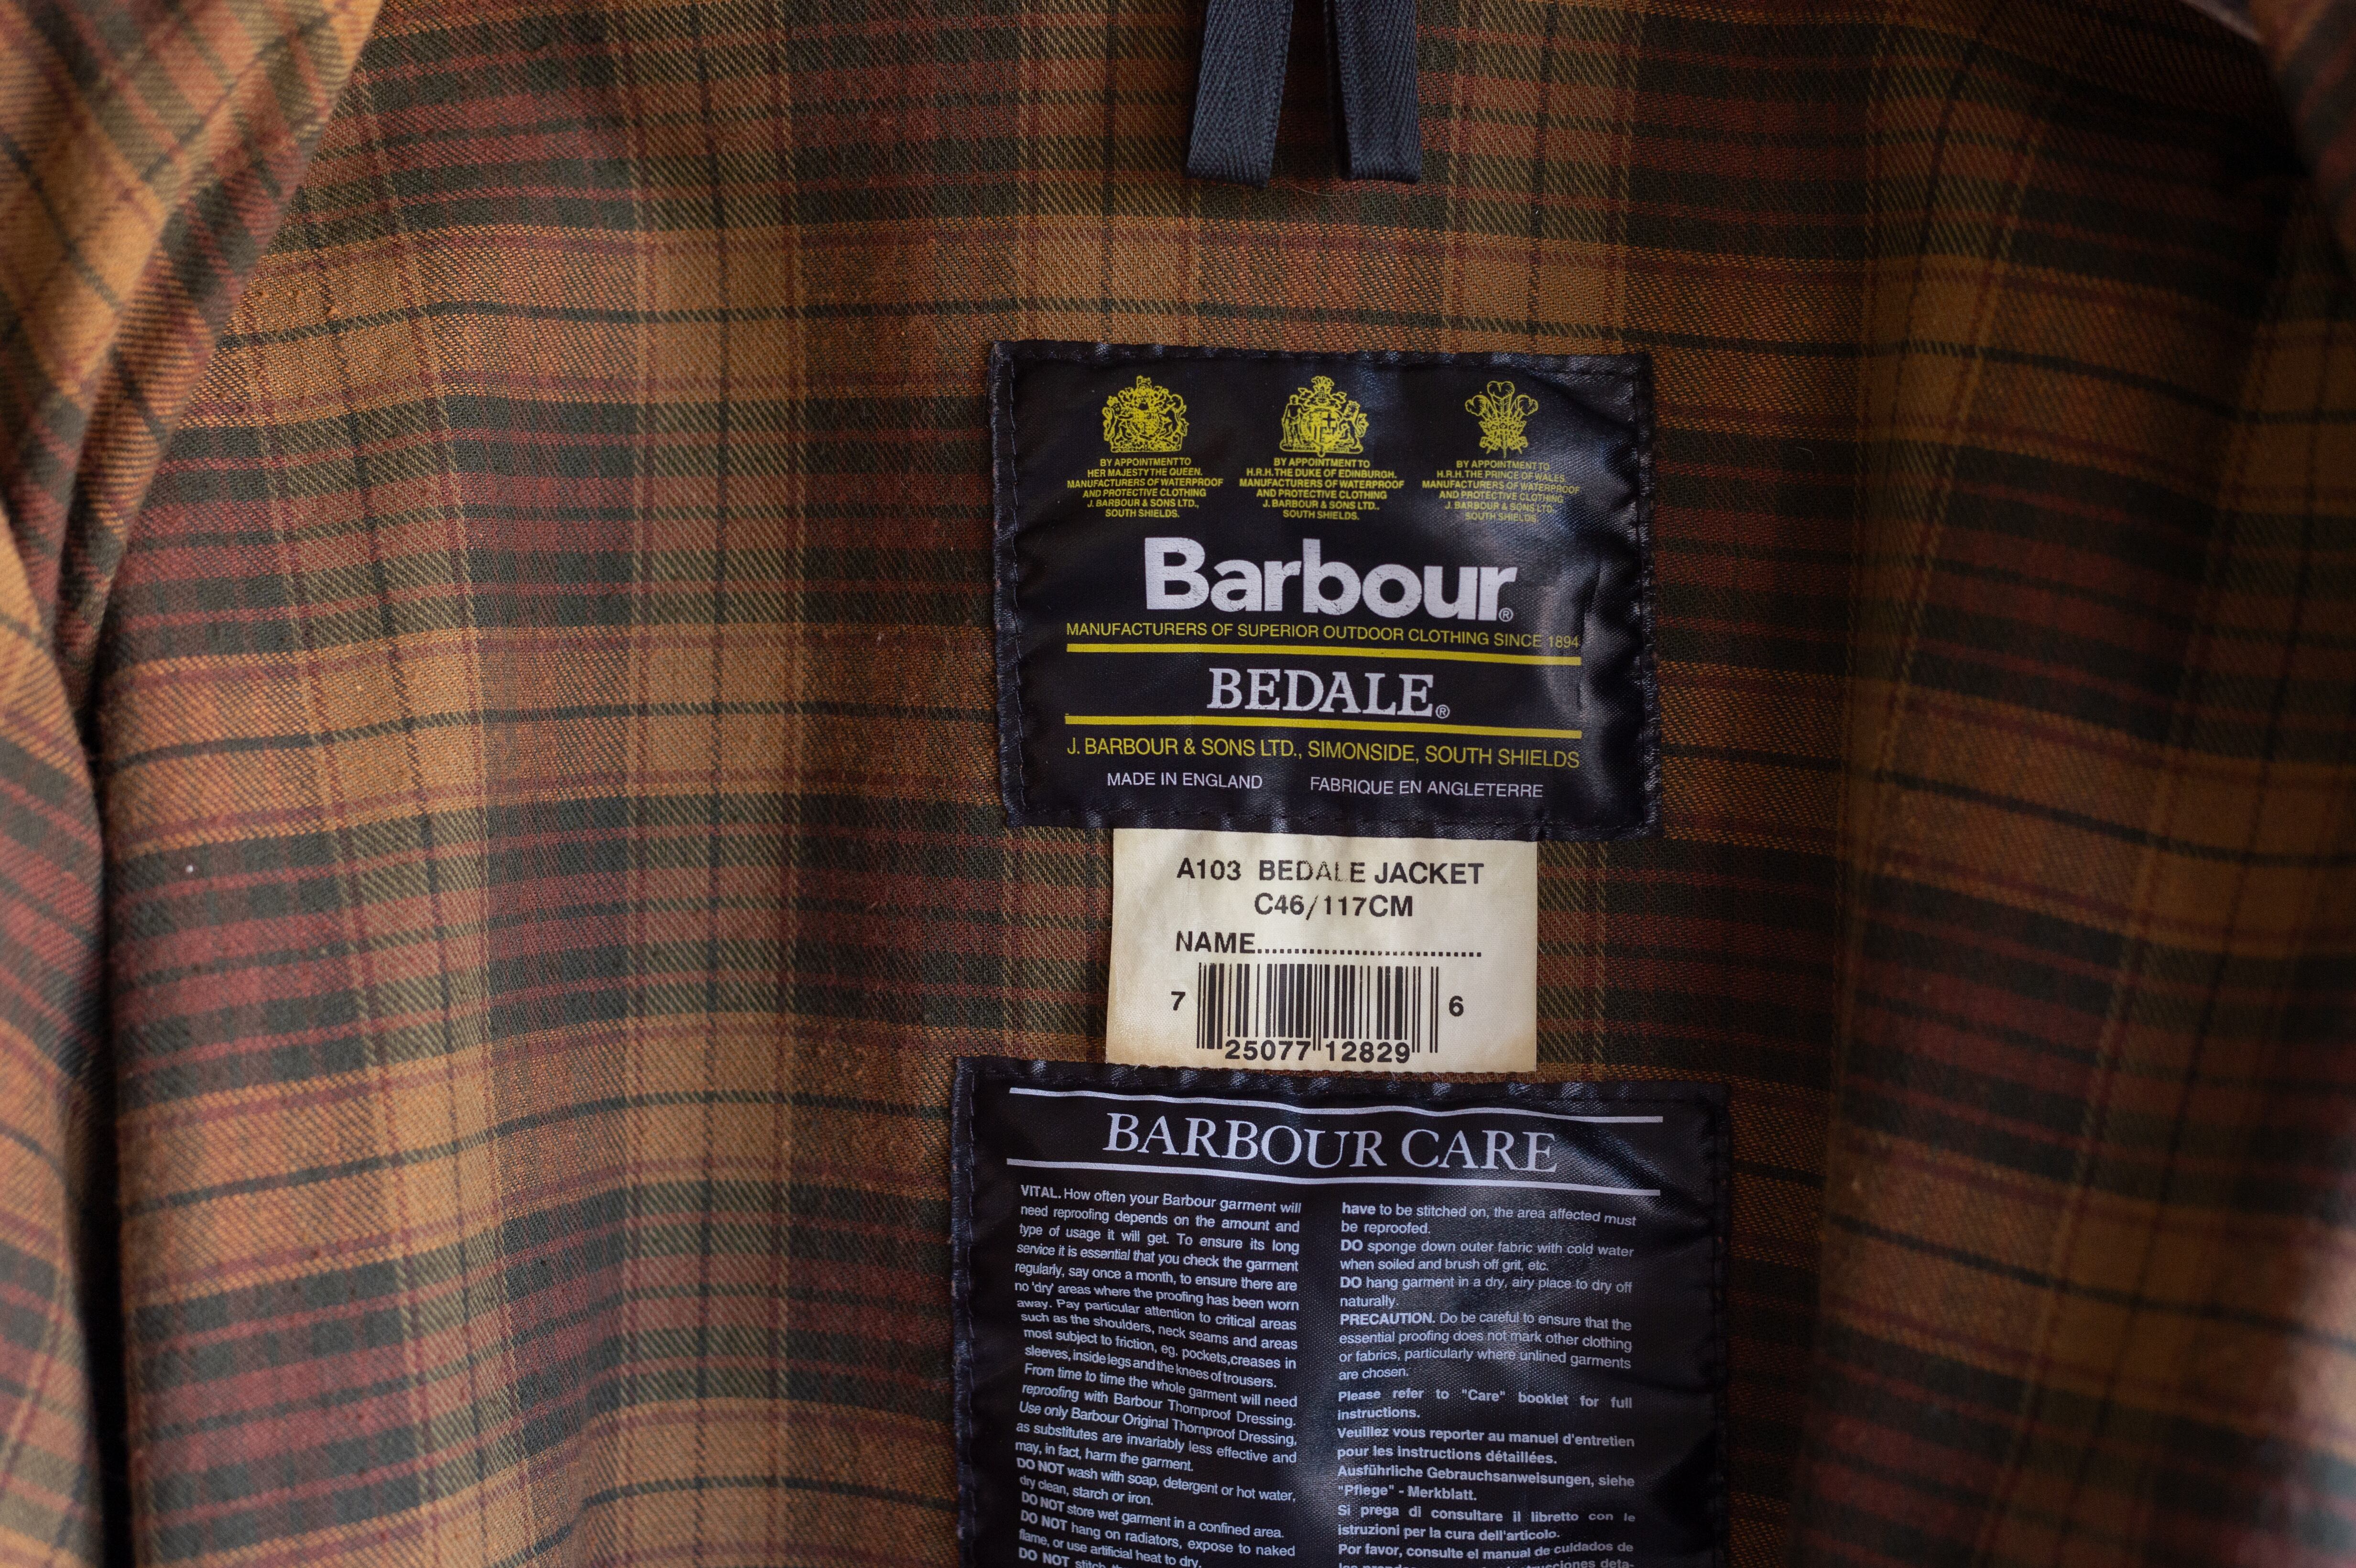 BY APPOINTMENT TO
HER MAJESTY THE QUEEN.
MANUFACTURERS OF WATERPROOF
AND PROTECTIVE CLOTHING
J. BARBOUR & SONS LTD.,
SOUTH SHIELDS.
BY APPOINTMENT TO
H.R.H. THE DUKE OF EDINBURGH.
MANUFACTURERS OF WATERPROOF
AND PROTECTIVE CLOTHING
J. BARBOUR & SONS LTD..
SOUTH SHIELDS.
BY APPOINTMENT TO
H.R.H. THE PRINCE OF WALES.
MANUFACTURERS OF WATERPROOF
AND PROTECTIVE CLOTHING
J. BARBOUR & SONS LTD.
SOUTH SHIELDS.
Barbour®
MANUFACTURERS OF SUPERIOR OUTDOOR CLOTHING SINCE 1894
BEDALE®
J. BARBOUR & SONS LTD., SIMONSIDE, SOUTH SHIELDS
MADE IN ENGLAND FABRIQUE EN ANGLETERRE
A103 BEDALE JACKET
C46/117CM
NAME..............................
7 25077 12829 6
BARBOUR CARE
VITAL. How often your Barbour garment will
need reproofing depends on the amount and
type of usage it will get. To ensure its long
service it is essential that you check the garment
regularly, say once a month, to ensure there are
no 'dry' areas where the proofing has been worn
away. Pay particular attention to critical areas
such as the shoulders, neck seams and areas
most subject to friction, eg. pockets,creases in
sleeves, inside legs and the knees of trousers.
From time to time the whole garment will need
reproofing with Barbour Thornproof Dressing.
Use only Barbour Original Thornproof Dressing,
as substitutes are invariably less effective and
may, in fact, harm the garment.
DO NOT wash with soap, detergent or hot water,
dry clean, starch or iron.
DO NOT store wet garment in a confined area.
DO NOT hang on radiators, expose to naked
flame, or use artificial heat to dry.
DO NOT stitch
have to be stitched on, the area affected must
be reproofed.
DO sponge down outer fabric with cold water
when soiled and brush off grit, etc.
DO hang garment in a dry, airy place to dry off
naturally.
PRECAUTION. Do be careful to ensure that the
essential proofing does not mark other clothing
or fabrics, particularly where unlined garments
are chosen.
Please refer to "Care" booklet for full
instructions.
Veuillez vous reporter au manuel d'entretien
pour les instructions détaillées.
Ausführliche Gebrauchsanweisungen, siehe
"Pflege" - Merkblatt.
Si prega di consultare il libretto con le
istruzioni per la cura dell'articolo.
Por favor, consulte el manual de cuidados de